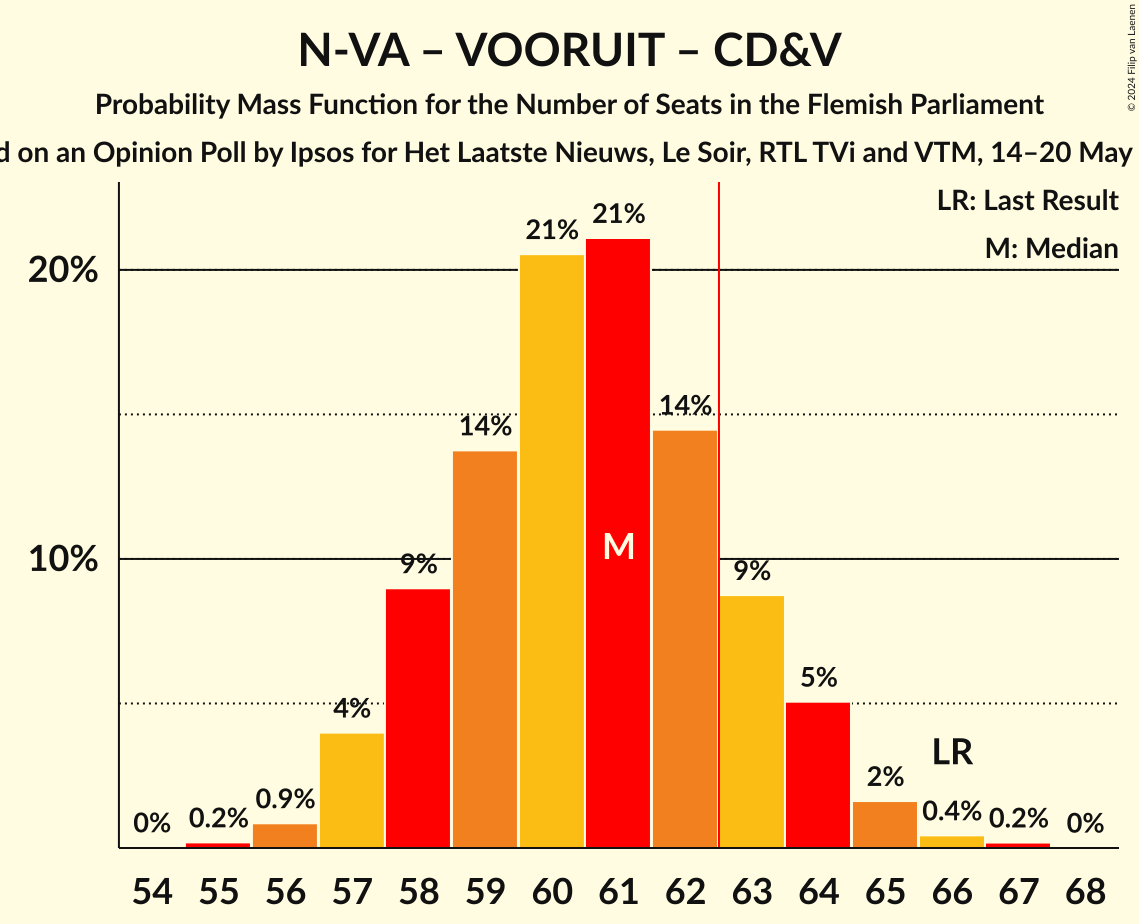 N-VA – VOORUIT – CD&V
Probability Mass Function for the Number of Seats in the Flemish Parliament
on an Opinion Poll by Ipsos for Het Laatste Nieuws, Le Soir, RTL TVi and VTM, 14–20 May
© 2024 Filip van Laenen
LR: Last Result
M: Median
20%
10%
0% 0.2% 0.9% 4% 9% 14% 21% 21% 14% 9% 5% 2% 0.4% 0.2% 0%
M
LR
54 55 56 57 58 59 60 61 62 63 64 65 66 67 68